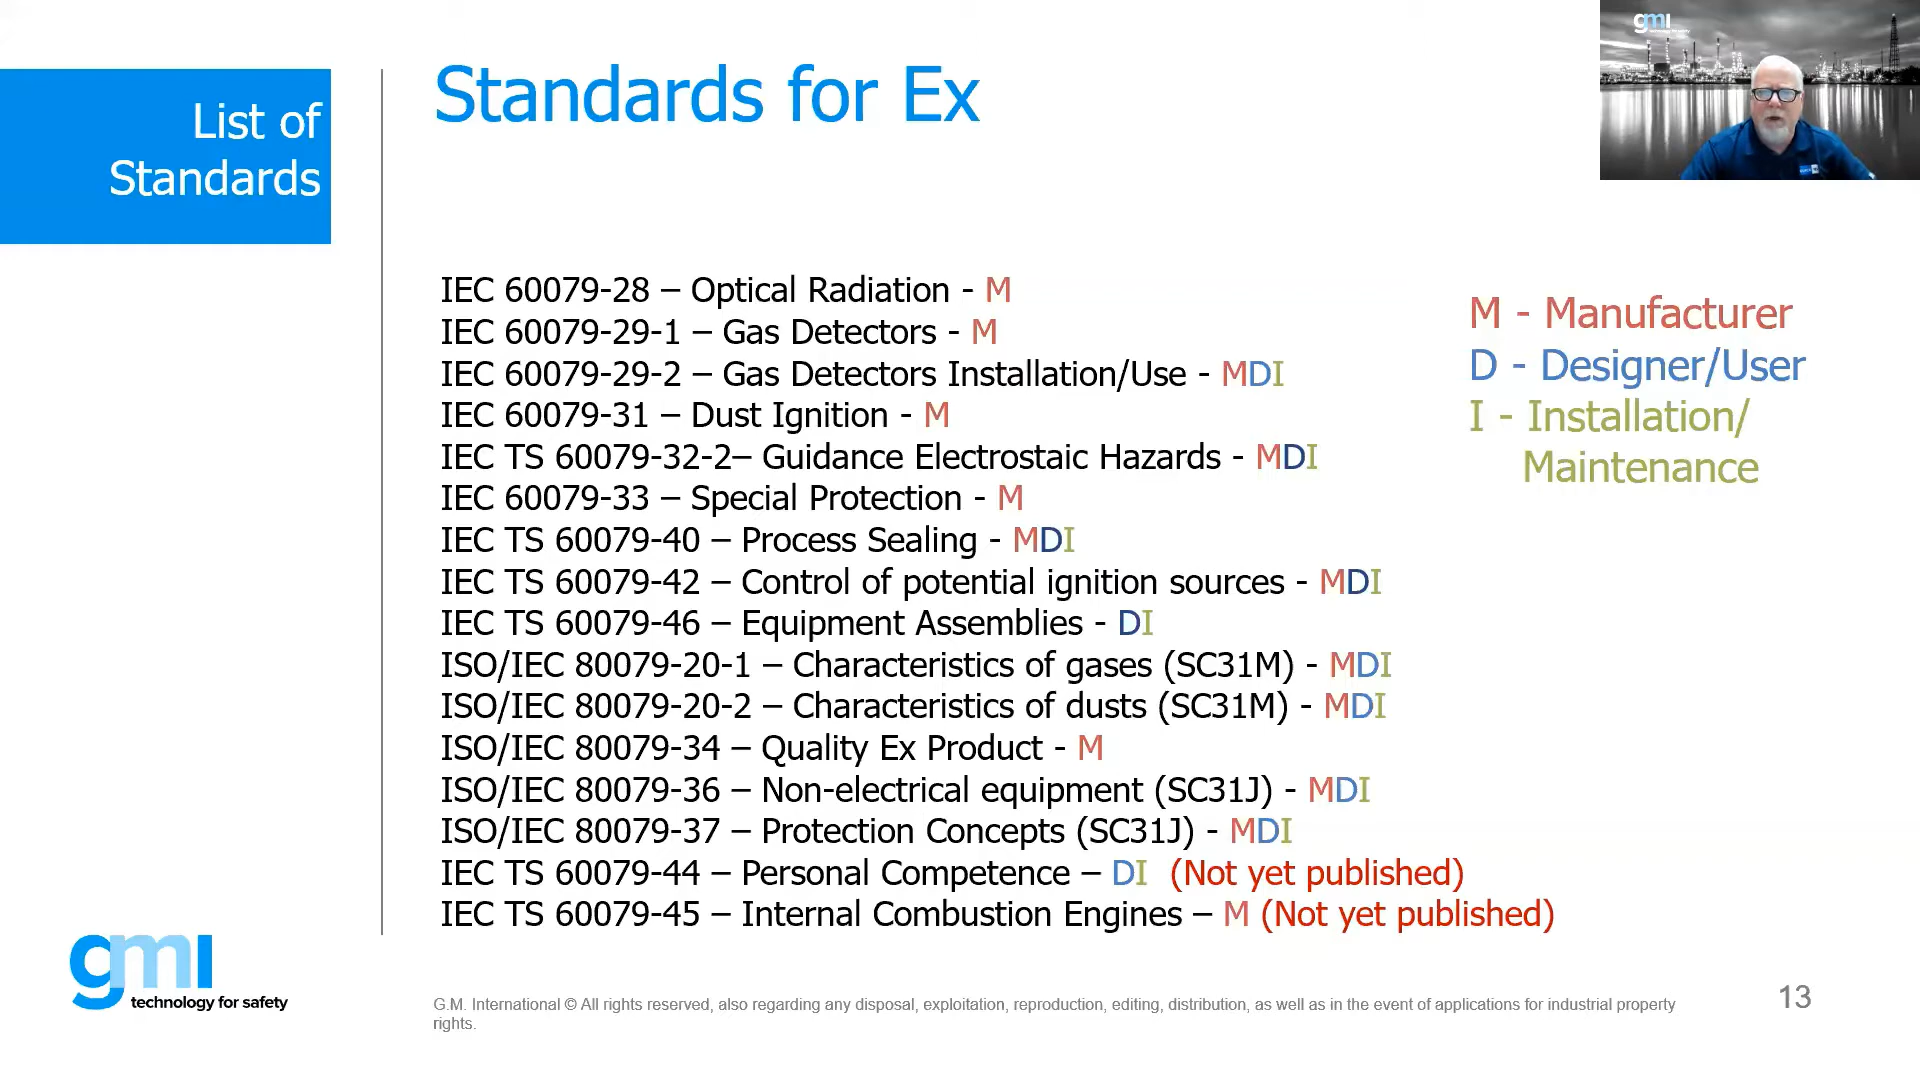 List of
Standards
Standards for Ex
gmi
IEC 60079-28 – Optical Radiation - M
IEC 60079-29-1 – Gas Detectors - M
IEC 60079-29-2 – Gas Detectors Installation/Use - MDI
IEC 60079-31 – Dust Ignition - M
IEC TS 60079-32-2– Guidance Electrostaic Hazards - MDI
IEC 60079-33 – Special Protection - M
IEC TS 60079-40 – Process Sealing - MDI
IEC TS 60079-42 – Control of potential ignition sources - MDI
IEC TS 60079-46 – Equipment Assemblies - DI
ISO/IEC 80079-20-1 – Characteristics of gases (SC31M) - MDI
ISO/IEC 80079-20-2 – Characteristics of dusts (SC31M) - MDI
ISO/IEC 80079-34 – Quality Ex Product - M
ISO/IEC 80079-36 – Non-electrical equipment (SC31J) - MDI
ISO/IEC 80079-37 – Protection Concepts (SC31J) - MDI
IEC TS 60079-44 – Personal Competence – DI (Not yet published)
IEC TS 60079-45 – Internal Combustion Engines – M (Not yet published)
M - Manufacturer
D - Designer/User
I - Installation/
Maintenance
gmi
technology for safety
G.M. International © All rights reserved, also regarding any disposal, exploitation, reproduction, editing, distribution, as well as in the event of applications for industrial property
rights.
13